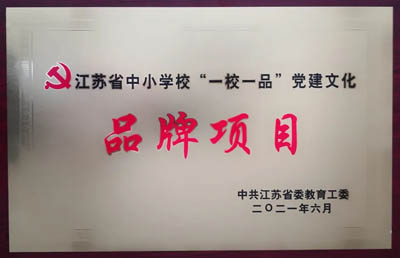 江苏省中小学校“一校一品”党建文化
品牌项目
中共江苏省委教育工委
二〇二一年六月